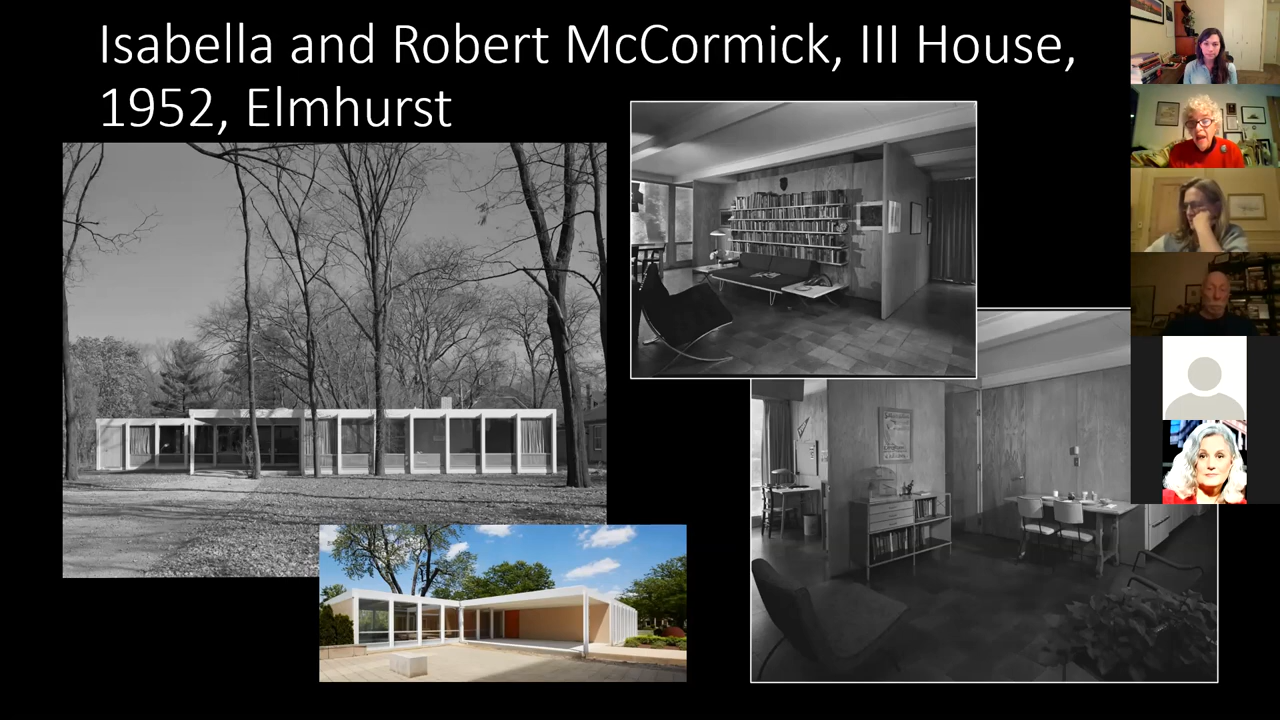 Isabella and Robert McCormick, III House,
1952, Elmhurst